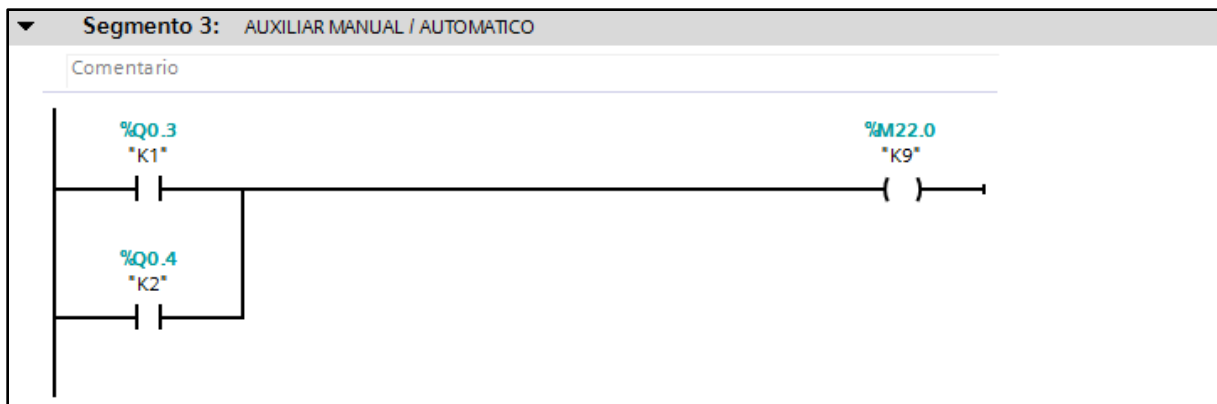 Segmento 3: AUXILIAR MANUAL / AUTOMATICO
Comentario
%Q0.3
"K1"
%M22.0
"K9"
%Q0.4
"K2"